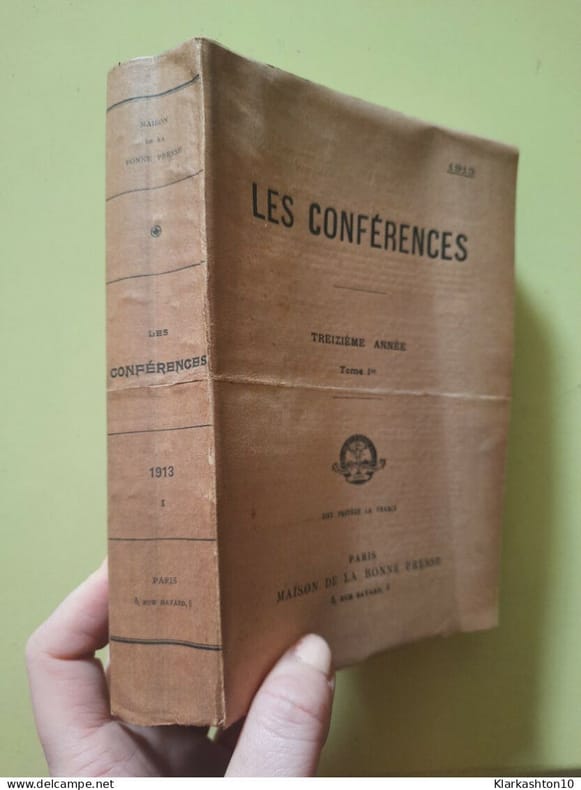 MAISON
DE LA
BONNE PRESSE
LES
CONFÉRENCES
1913
I
PARIS
5, RUE BAYARD, 5
1913
LES CONFÉRENCES
TREIZIÈME ANNÉE
Tome Ier
QUI PROTÈGE LA FRANCE
PARIS
MAISON DE LA BONNE PRESSE
5, RUE BAYARD, 5
www.delcampe.net
Klarkashton10